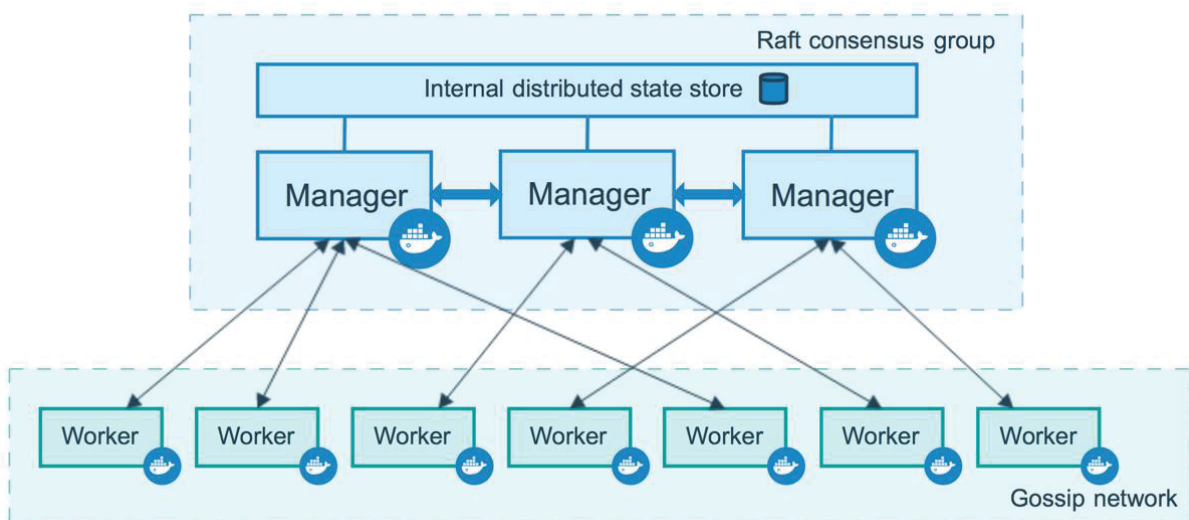 Raft consensus group
Internal distributed state store
Manager
Manager
Manager
Worker
Worker
Worker
Worker
Worker
Worker
Worker
Gossip network